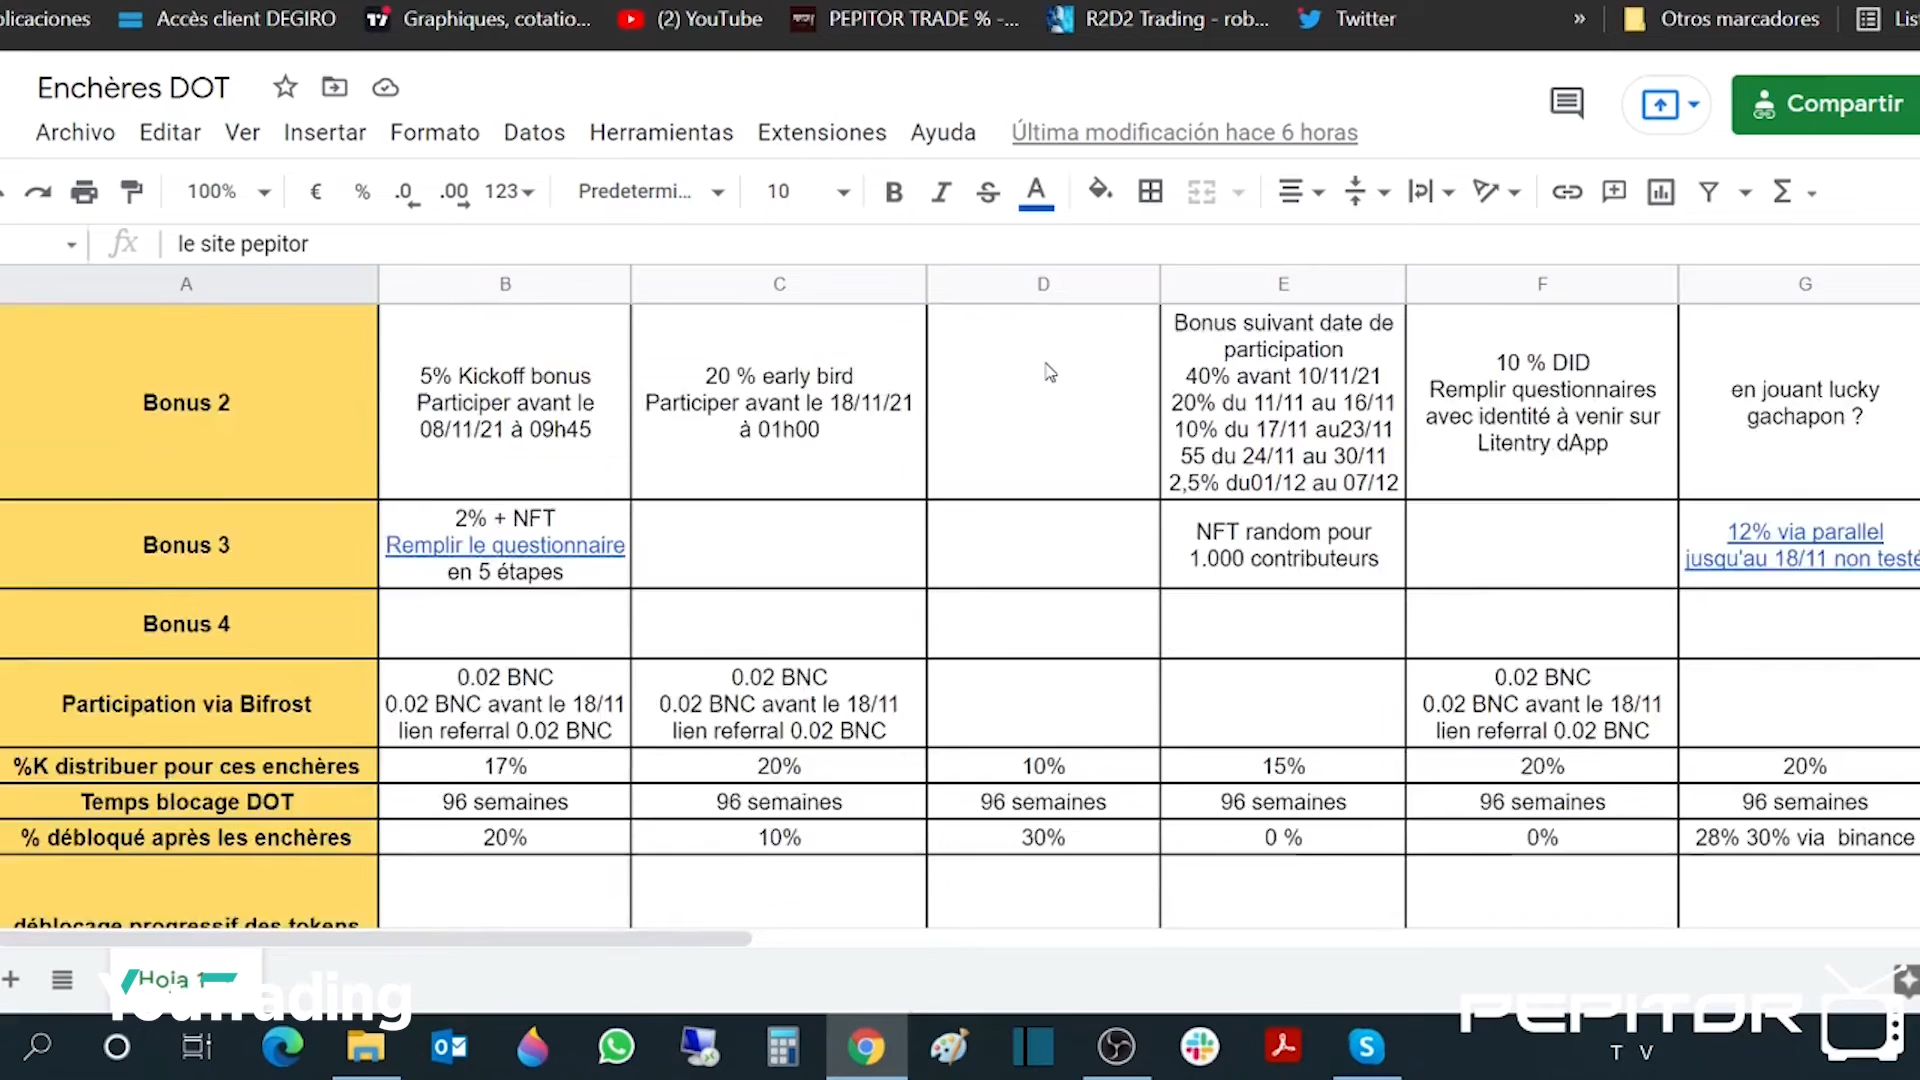 licaciones
Accès client DEGIRO
Graphiques, cotatio...
(2) YouTube
PEPITOR TRADE % -...
R2D2 Trading - rob...
Twitter
»
Otros marcadores
Lis
Enchères DOT
Compartir
Archivo Editar Ver Insertar Formato Datos Herramientas Extensiones Ayuda Última modificación hace 6 horas
100% € % .0 .00 123 Predetermi... 10 B I S A Σ
fx le site pepitor
A B C D E F G
Bonus 2
5% Kickoff bonus
Participer avant le
08/11/21 à 09h45
20 % early bird
Participer avant le 18/11/21
à 01h00
Bonus suivant date de
participation
40% avant 10/11/21
20% du 11/11 au 16/11
10% du 17/11 au23/11
55 du 24/11 au 30/11
2,5% du01/12 au 07/12
10 % DID
Remplir questionnaires
avec identité à venir sur
Litentry dApp
en jouant lucky
gachapon ?
Bonus 3
2% + NFT
Remplir le questionnaire
en 5 étapes
NFT random pour
1.000 contributeurs
12% via parallel
jusqu'au 18/11 non testé
Bonus 4
Participation via Bifrost
0.02 BNC
0.02 BNC avant le 18/11
lien referral 0.02 BNC
0.02 BNC
0.02 BNC avant le 18/11
lien referral 0.02 BNC
0.02 BNC
0.02 BNC avant le 18/11
lien referral 0.02 BNC
%K distribuer pour ces enchères 17% 20% 10% 15% 20% 20%
Temps blocage DOT 96 semaines 96 semaines 96 semaines 96 semaines 96 semaines 96 semaines
% débloqué après les enchères 20% 10% 30% 0 % 0% 28% 30% via binance
déblocage progressif des tokens
Hoja 1
YouTrading
PEPITOR
TV